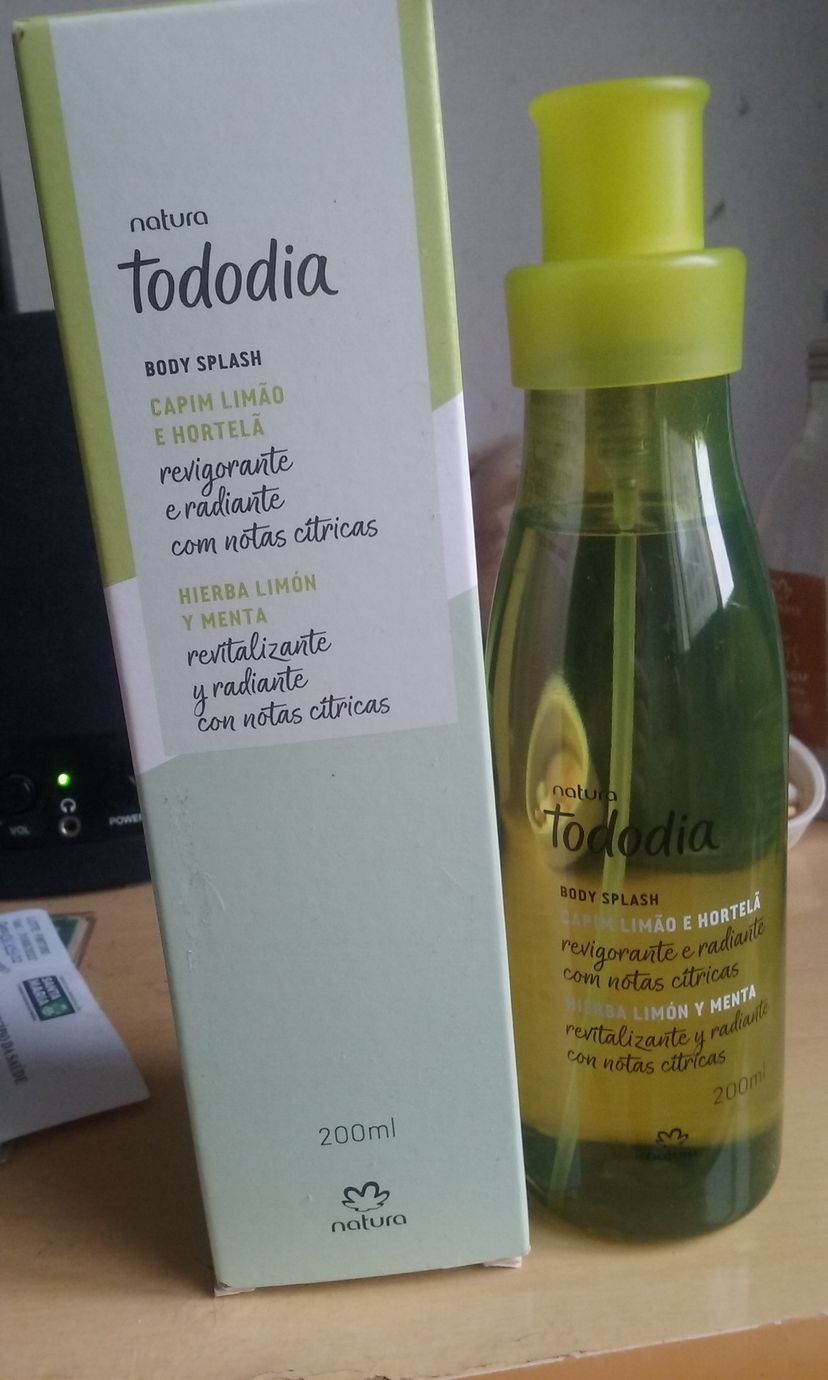 natura
Tododia
BODY SPLASH
CAPIM LIMÃO
E HORTELÃ
revigorante
e radiante
com notas cítricas
HIERBA LIMÓN
Y MENTA
revitalizante
y radiante
con notas cítricas
200ml
natura
natura
Tododia
BODY SPLASH
CAPIM LIMÃO E HORTELÃ
revigorante e radiante
com notas cítricas
HIERBA LIMÓN Y MENTA
revitalizante y radiante
con notas cítricas
200ml
natura
VOL
POWER